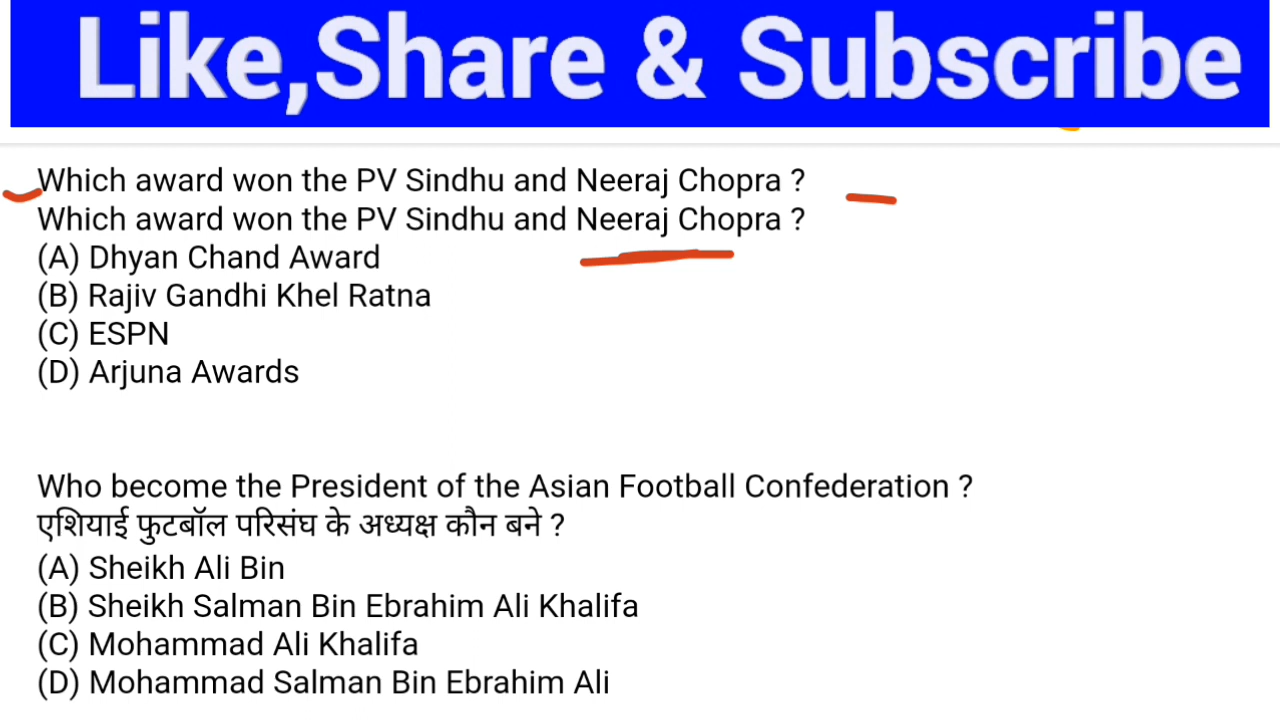 Like,Share & Subscribe
Which award won the PV Sindhu and Neeraj Chopra ?
Which award won the PV Sindhu and Neeraj Chopra ?
(A) Dhyan Chand Award
(B) Rajiv Gandhi Khel Ratna
(C) ESPN
(D) Arjuna Awards
Who become the President of the Asian Football Confederation ?
एशियाई फुटबॉल परिसंघ के अध्यक्ष कौन बने ?
(A) Sheikh Ali Bin
(B) Sheikh Salman Bin Ebrahim Ali Khalifa
(C) Mohammad Ali Khalifa
(D) Mohammad Salman Bin Ebrahim Ali